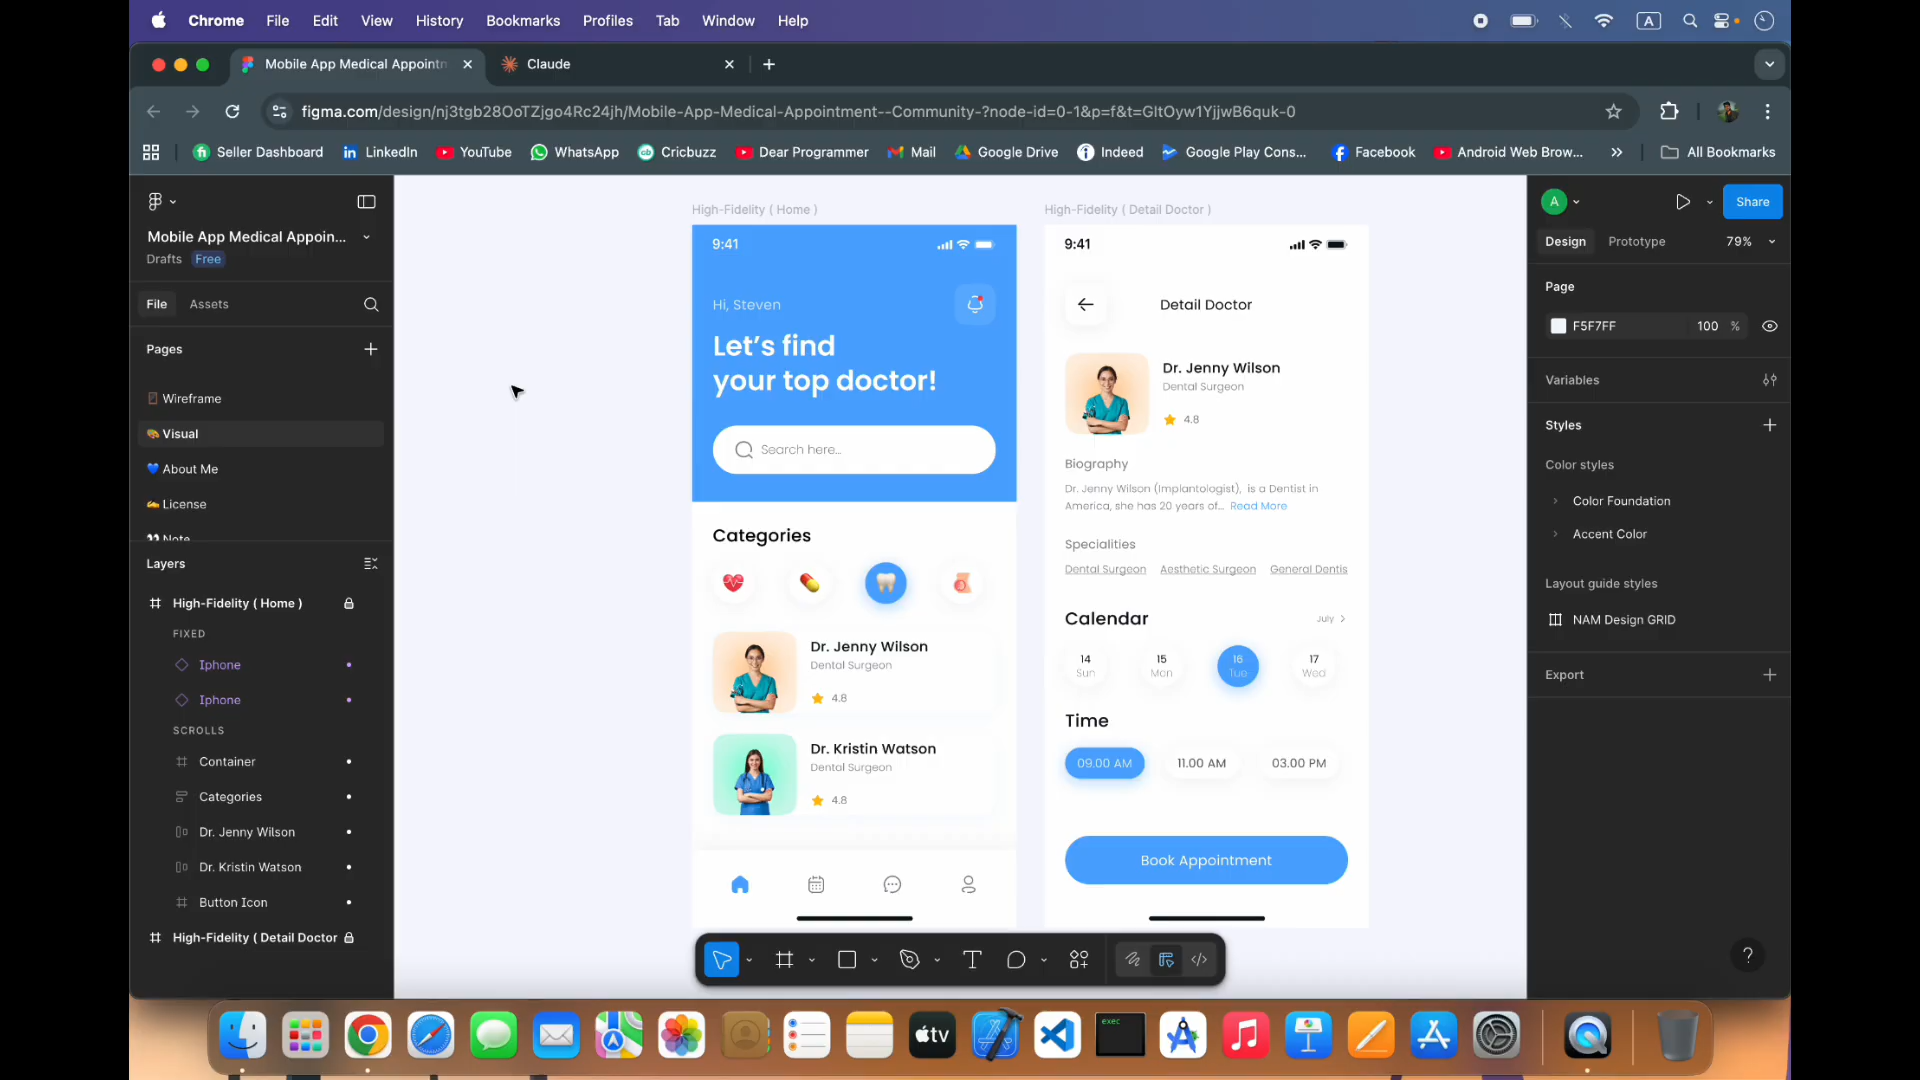 Chrome File Edit View History Bookmarks Profiles Tab Window Help
A
Mobile App Medical Appointm
Claude
figma.com/design/nj3tgb28OoTZjgo4Rc24jh/Mobile-App-Medical-Appointment--Community-?node-id=0-1&p=f&t=GltOyw1YjjwB6quk-0
Seller Dashboard LinkedIn YouTube WhatsApp Cricbuzz Dear Programmer Mail Google Drive Indeed Google Play Cons... Facebook Android Web Brow... » All Bookmarks
Mobile App Medical Appoin...
Drafts Free
File Assets
Pages
Wireframe
Visual
About Me
License
Note
Layers
High-Fidelity ( Home )
FIXED
Iphone
Iphone
SCROLLS
Container
Categories
Dr. Jenny Wilson
Dr. Kristin Watson
Button Icon
High-Fidelity ( Detail Doctor
High-Fidelity ( Home )
9:41
Hi, Steven
Let's find
your top doctor!
Search here...
Categories
Dr. Jenny Wilson
Dental Surgeon
4.8
Dr. Kristin Watson
Dental Surgeon
4.8
High-Fidelity ( Detail Doctor )
9:41
Detail Doctor
Dr. Jenny Wilson
Dental Surgeon
4.8
Biography
Dr. Jenny Wilson (Implantologist), is a Dentist in
America, she has 20 years of... Read More
Specialities
Dental Surgeon Aesthetic Surgeon General Dentis
Calendar
July
14 15 16 17
Sun Mon Tue Wed
Time
09.00 AM 11.00 AM 03.00 PM
Book Appointment
A
Share
Design Prototype 79%
Page
F5F7FF 100 %
Variables
Styles
Color styles
Color Foundation
Accent Color
Layout guide styles
NAM Design GRID
Export
?
tv
exec